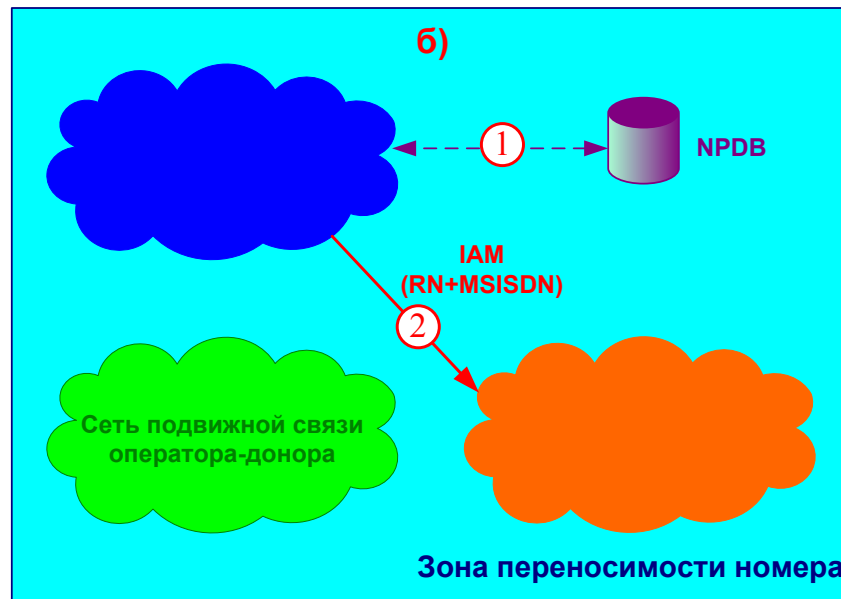 б)
1
NPDB
IAM
(RN+MSISDN)
2
Сеть подвижной связи
оператора-донора
Зона переносимости номера